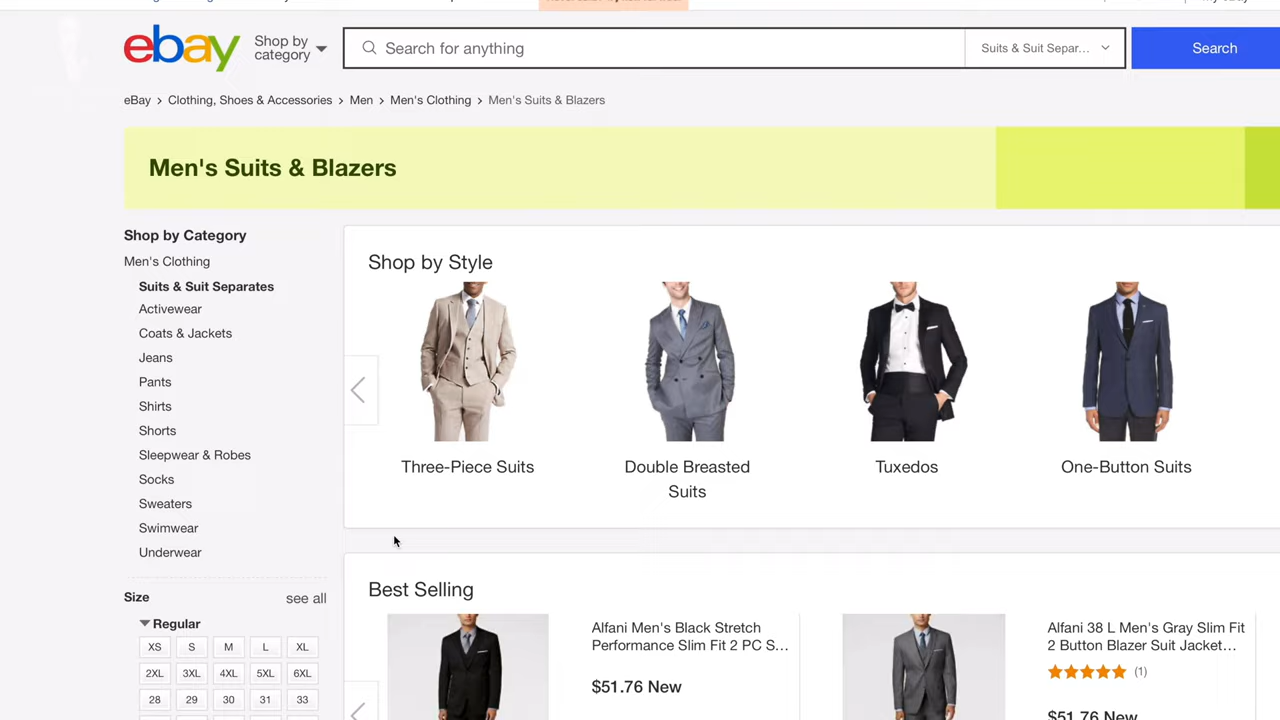 ebay
Shop by
category
Search for anything
Suits & Suit Separ...
Search
eBay > Clothing, Shoes & Accessories > Men > Men's Clothing > Men's Suits & Blazers
Men's Suits & Blazers
Shop by Category
Men's Clothing
Suits & Suit Separates
Activewear
Coats & Jackets
Jeans
Pants
Shirts
Shorts
Sleepwear & Robes
Socks
Sweaters
Swimwear
Underwear
Size see all
Regular
XS S M L XL
2XL 3XL 4XL 5XL 6XL
28 29 30 31 33
Shop by Style
Three-Piece Suits
Double Breasted
Suits
Tuxedos
One-Button Suits
Best Selling
Alfani Men's Black Stretch
Performance Slim Fit 2 PC S...
$51.76 New
Alfani 38 L Men's Gray Slim Fit
2 Button Blazer Suit Jacket...
(1)
$51.76 New